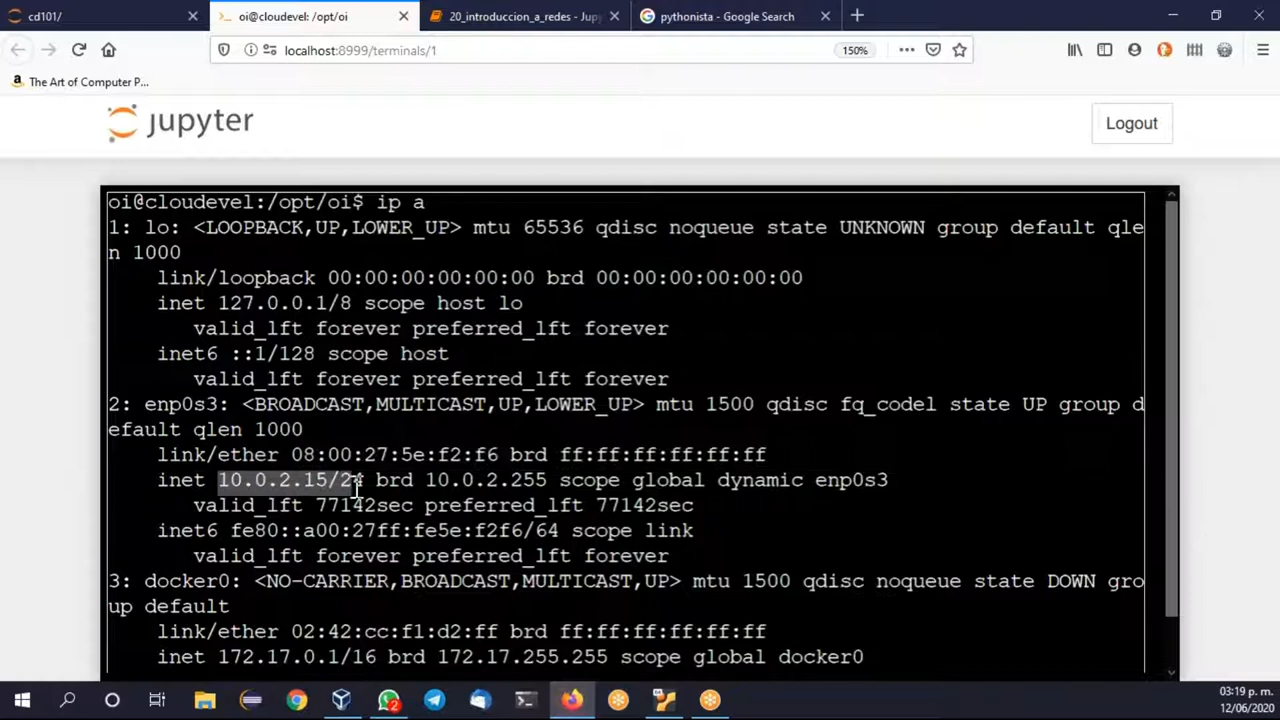 cd101/
oi@cloudevel: /opt/oi
20_introduccion_a_redes - Jup
pythonista - Google Search
localhost:8999/terminals/1
150%
The Art of Computer P...
jupyter
Logout
oi@cloudevel:/opt/oi$ ip a
1: lo: <LOOPBACK,UP,LOWER_UP> mtu 65536 qdisc noqueue state UNKNOWN group default qle
n 1000
link/loopback 00:00:00:00:00:00 brd 00:00:00:00:00:00
inet 127.0.0.1/8 scope host lo
valid_lft forever preferred_lft forever
inet6 ::1/128 scope host
valid_lft forever preferred_lft forever
2: enp0s3: <BROADCAST,MULTICAST,UP,LOWER_UP> mtu 1500 qdisc fq_codel state UP group d
efault qlen 1000
link/ether 08:00:27:5e:f2:f6 brd ff:ff:ff:ff:ff:ff
inet 10.0.2.15/24 brd 10.0.2.255 scope global dynamic enp0s3
valid_lft 77142sec preferred_lft 77142sec
inet6 fe80::a00:27ff:fe5e:f2f6/64 scope link
valid_lft forever preferred_lft forever
3: docker0: <NO-CARRIER,BROADCAST,MULTICAST,UP> mtu 1500 qdisc noqueue state DOWN gro
up default
link/ether 02:42:cc:f1:d2:ff brd ff:ff:ff:ff:ff:ff
inet 172.17.0.1/16 brd 172.17.255.255 scope global docker0
2
03:19 p. m.
12/06/2020